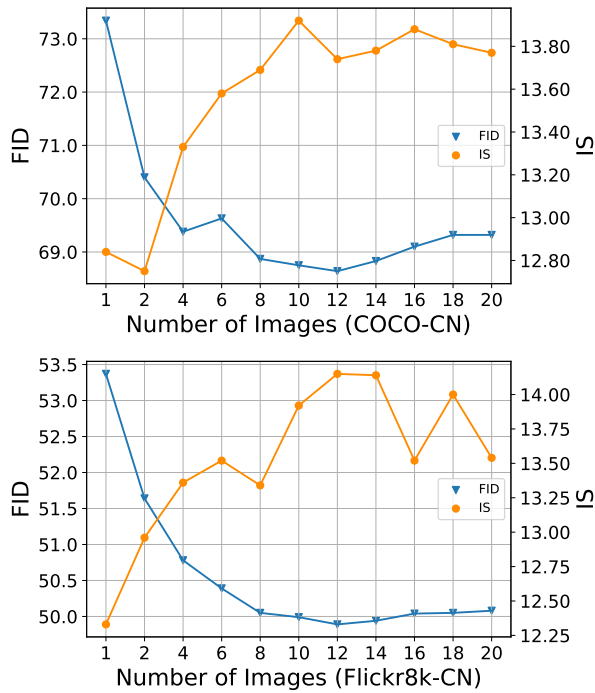 73.0
72.0
71.0
70.0
69.0
FID
13.80
13.60
13.40
13.20
13.00
12.80
IS
FID
IS
1 2 4 6 8 10 12 14 16 18 20
Number of Images (COCO-CN)
53.5
53.0
52.5
52.0
51.5
51.0
50.5
50.0
FID
14.00
13.75
13.50
13.25
13.00
12.75
12.50
12.25
IS
FID
IS
1 2 4 6 8 10 12 14 16 18 20
Number of Images (Flickr8k-CN)